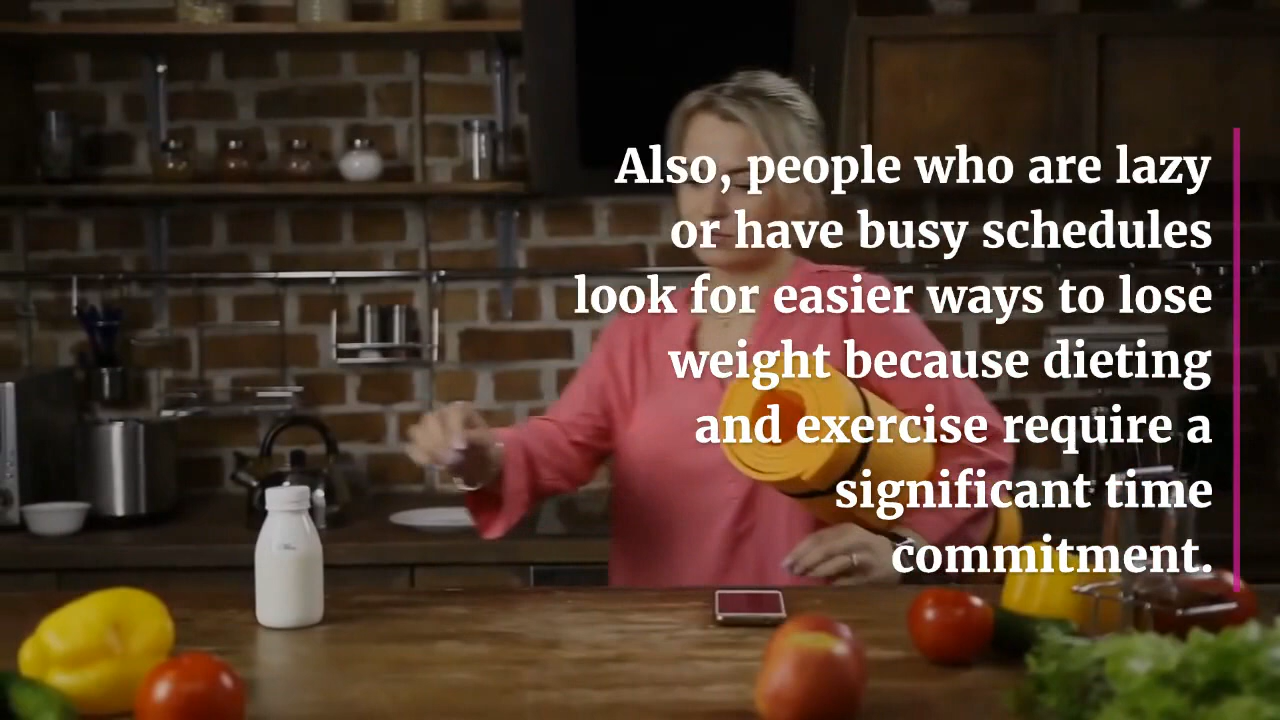 Also, people who are lazy
or have busy schedules
look for easier ways to lose
weight because dieting
and exercise require a
significant time
commitment.